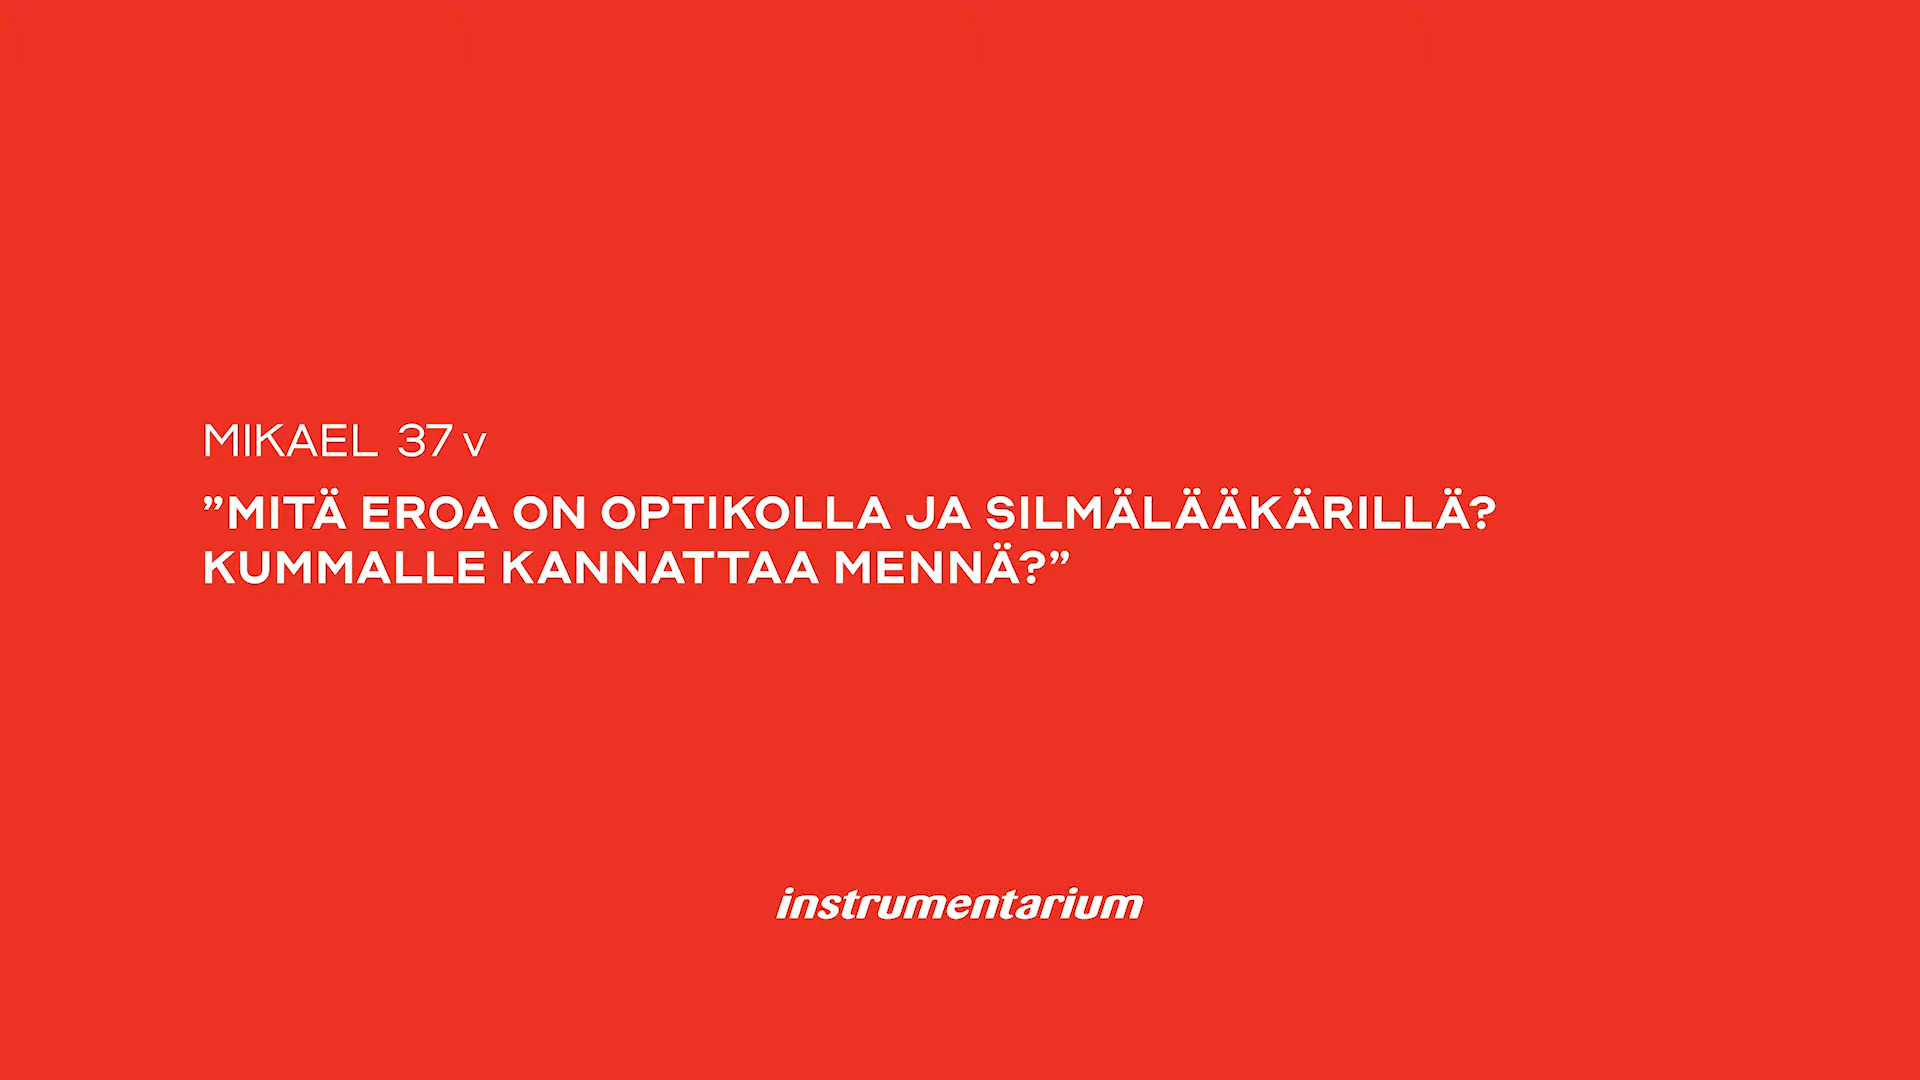 MIKAEL 37 v
”MITÄ EROA ON OPTIKOLLA JA SILMÄLÄÄKÄRILLÄ?
KUMMALLE KANNATTAA MENNÄ?”
instrumentarium